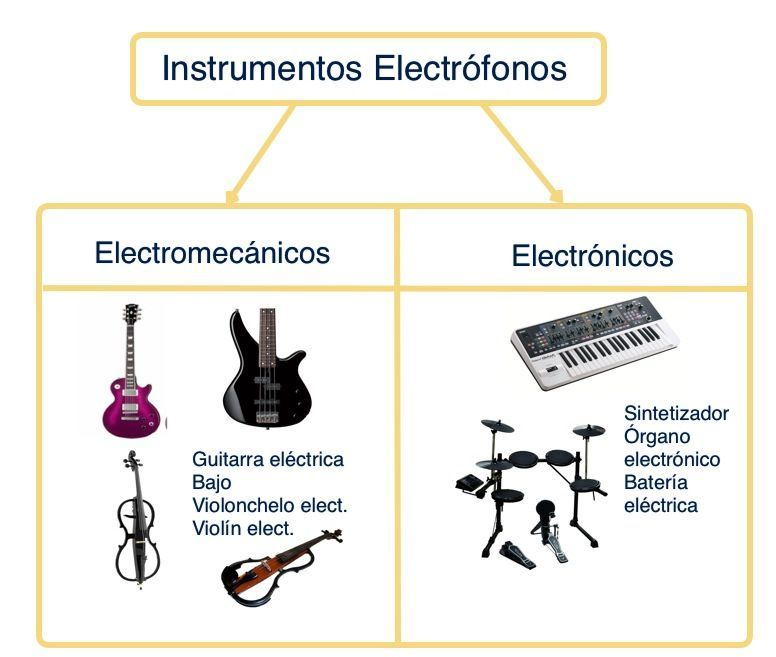 Instrumentos Electrófonos
Electromecánicos
Electrónicos
Guitarra eléctrica
Bajo
Violonchelo elect.
Violín elect.
Sintetizador
Órgano
electrónico
Batería
eléctrica